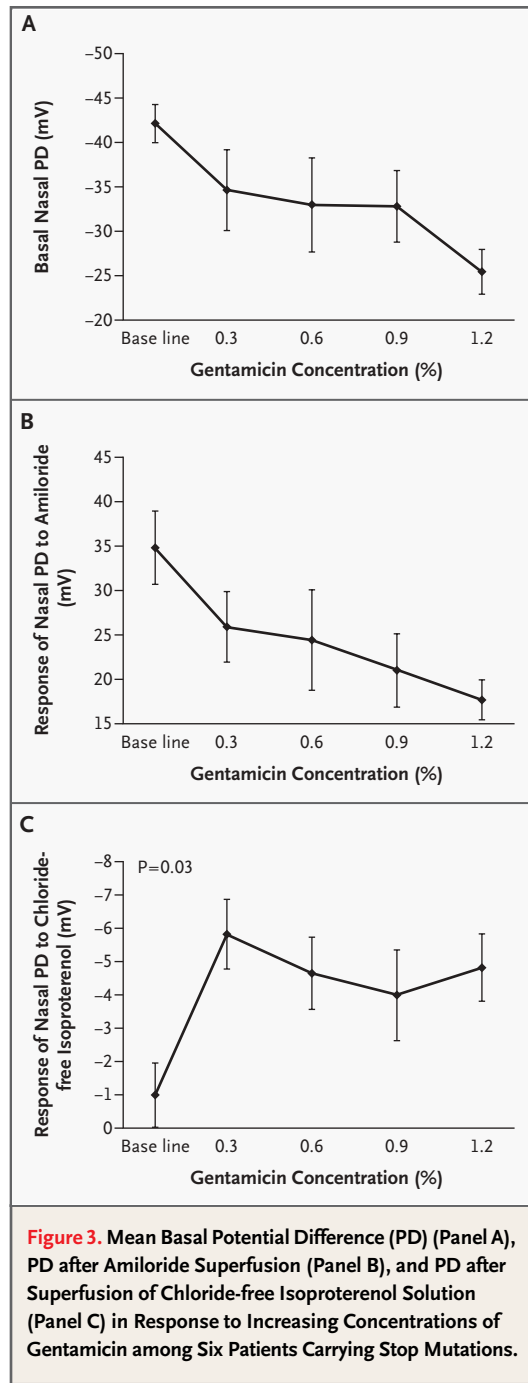 A
Basal Nasal PD (mV)
–50
–45
–40
–35
–30
–25
–20
Base line 0.3 0.6 0.9 1.2
Gentamicin Concentration (%)
B
Response of Nasal PD to Amiloride
(mV)
45
40
35
30
25
20
15
Base line 0.3 0.6 0.9 1.2
Gentamicin Concentration (%)
C
Response of Nasal PD to Chloride-
free Isoproterenol (mV)
–8
–7
–6
–5
–4
–3
–2
–1
0
P=0.03
Base line 0.3 0.6 0.9 1.2
Gentamicin Concentration (%)
Figure 3. Mean Basal Potential Difference (PD) (Panel A),
PD after Amiloride Superfusion (Panel B), and PD after
Superfusion of Chloride-free Isoproterenol Solution
(Panel C) in Response to Increasing Concentrations of
Gentamicin among Six Patients Carrying Stop Mutations.